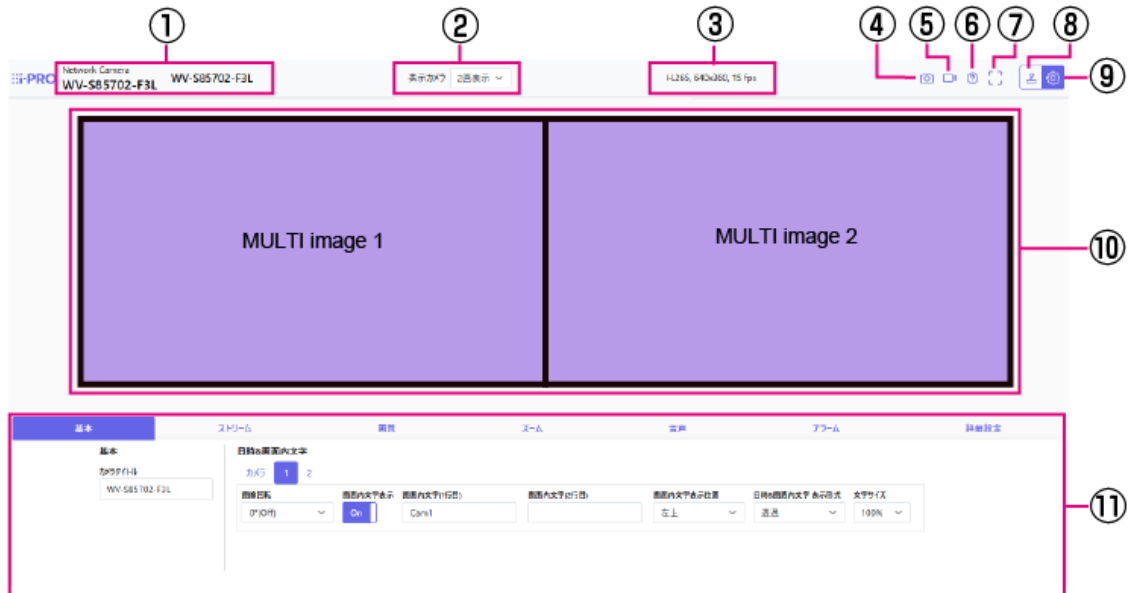 ① ② ③ ④ ⑤ ⑥ ⑦ ⑧
i-PRO Network Camera
WV-S85702-F3L WV-S85702-F3L 表示カメラ 2画表示 H.265, 640x360, 15 fps ⑨
MULTI image 1 MULTI image 2 ⑩
基本 ストリーム 画質 ズーム 音声 アラーム 詳細設定
基本 日時&画面内文字
カメラタイトル カメラ 1 2
WV-S85702-F3L
画像回転 画面内文字表示 画面内文字(1行目) 画面内文字(2行目) 画面内文字表示位置 日時&画面内文字 表示形式 文字サイズ
0°(Off) On Cam1 左上 透過 100% ⑪